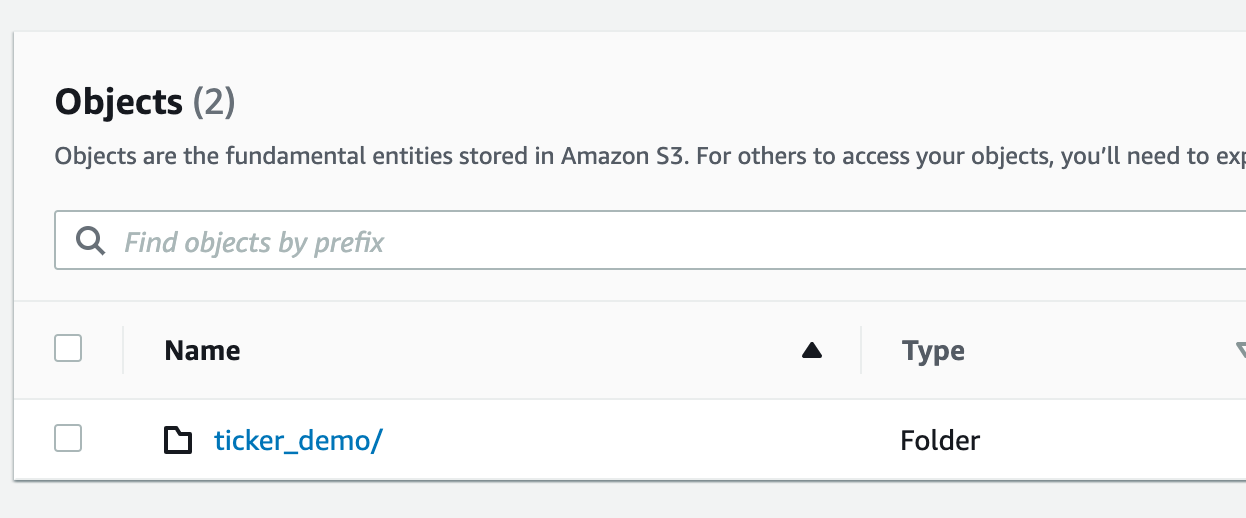 Objects (2)
Objects are the fundamental entities stored in Amazon S3. For others to access your objects, you’ll need to
Find objects by prefix
Name Type
ticker_demo/ Folder